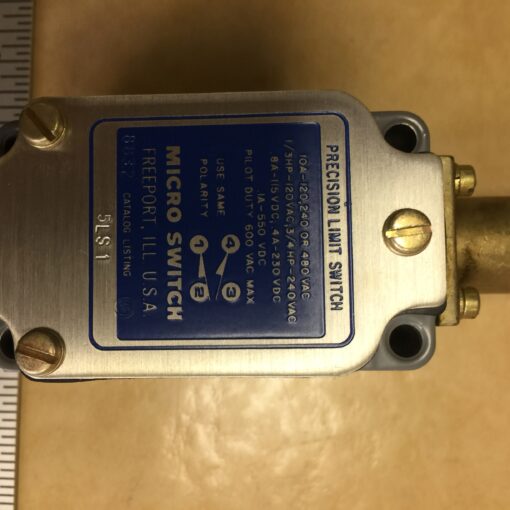 PRECISION LIMIT SWITCH
10A-120,240 OR 480 VAC
1/3HP-120VAC,3/4HP-240VAC
8A-115VDC, 4A-230VDC
.1A-550 VDC
PILOT DUTY 600 VAC MAX
USE SAME
POLARITY
4
3
1
2
MICRO SWITCH
FREEPORT, ILL U.S.A.
CATALOG LISTING
5LS1